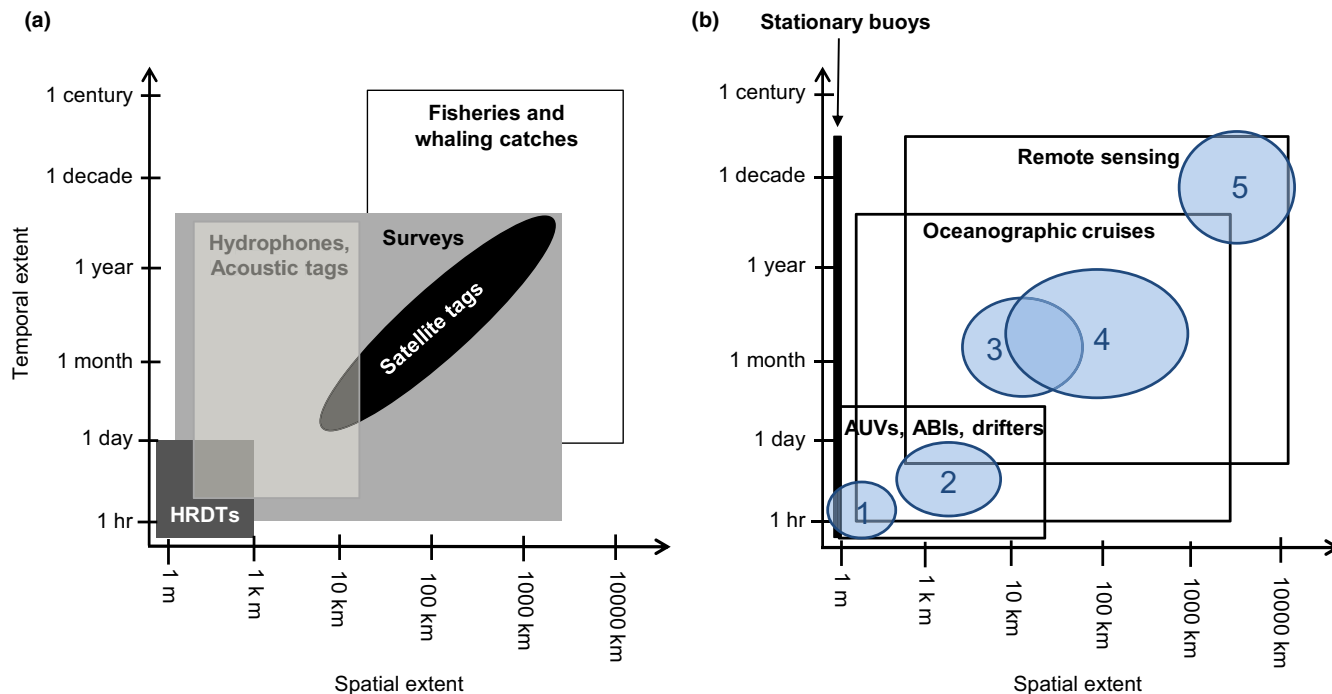 (a)
Temporal extent
1 century
1 decade
1 year
1 month
1 day
1 hr
Fisheries and
whaling catches
Surveys
Hydrophones,
Acoustic tags
Satellite tags
HRDTs
1 m
1 k m
10 km
100 km
1000 km
10000 km
Spatial extent
(b)
Stationary buoys
1 century
1 decade
1 year
1 month
1 day
1 hr
Remote sensing
5
Oceanographic cruises
3
4
AUVs, ABIs, drifters
2
1
1 m
1 k m
10 km
100 km
1000 km
10000 km
Spatial extent